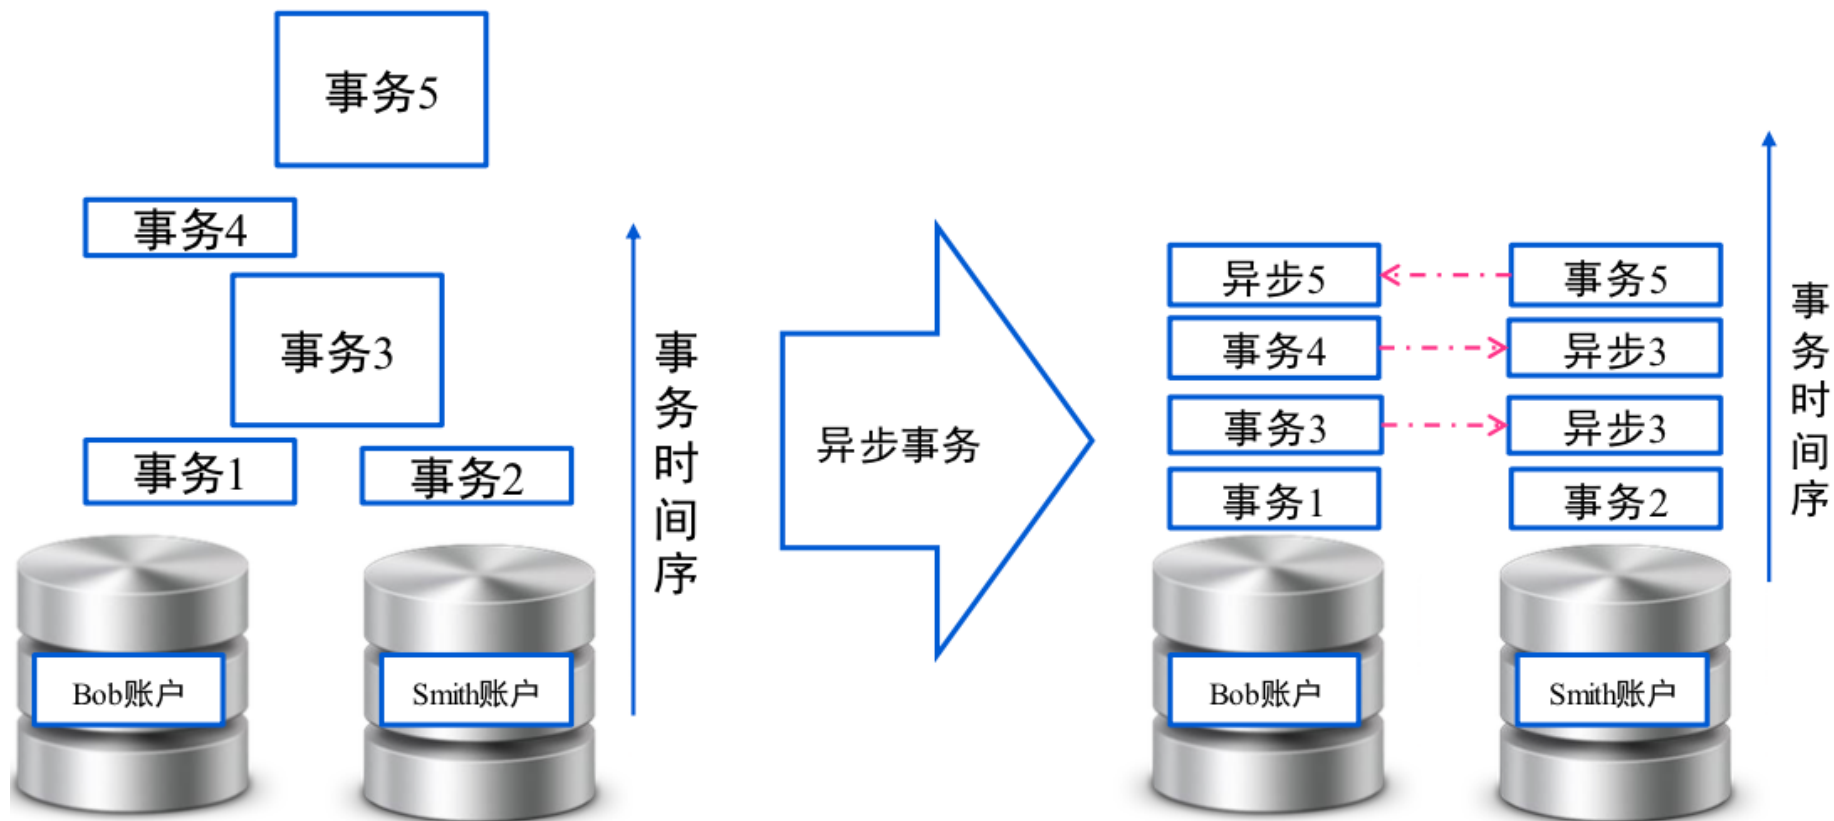 事务5
事务4
事务3
事务1
事务2
Bob账户
Smith账户
事务时间序
异步事务
异步5
事务5
事务4
异步3
事务3
异步3
事务1
事务2
Bob账户
Smith账户
事务时间序